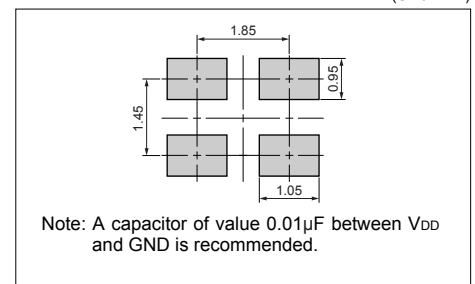 1.85
0.95
1.45
1.05
Note: A capacitor of value 0.01µF between VDD
and GND is recommended.